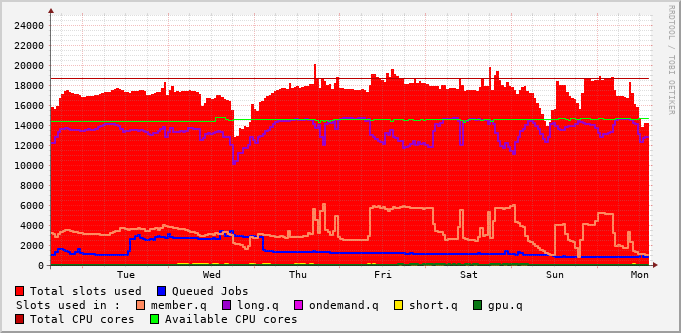 24000
22000
20000
18000
16000
14000
12000
10000
8000
6000
4000
2000
0
Tue Wed Thu Fri Sat Sun Mon
Total slots used Queued Jobs
Slots used in : member.q long.q ondemand.q short.q gpu.q
Total CPU cores Available CPU cores
RRDTOOL / TOBI OETIKER